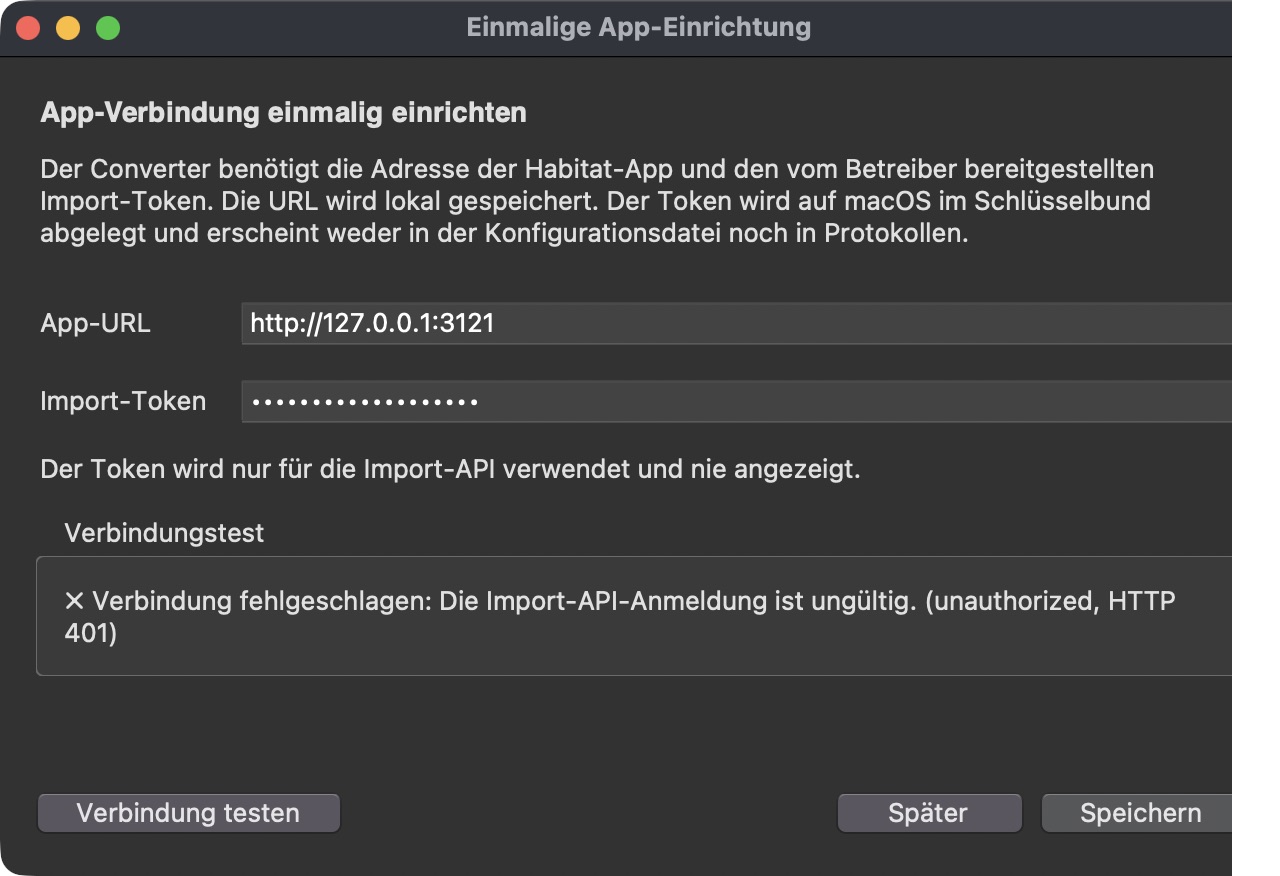 Einmalige App-Einrichtung
App-Verbindung einmalig einrichten
Der Converter benötigt die Adresse der Habitat-App und den vom Betreiber bereitgestellten
Import-Token. Die URL wird lokal gespeichert. Der Token wird auf macOS im Schlüsselbund
abgelegt und erscheint weder in der Konfigurationsdatei noch in Protokollen.
App-URL http://127.0.0.1:3121
Import-Token •••••••••••••••••••
Der Token wird nur für die Import-API verwendet und nie angezeigt.
Verbindungstest
✕ Verbindung fehlgeschlagen: Die Import-API-Anmeldung ist ungültig. (unauthorized, HTTP
401)
Verbindung testen Später Speichern